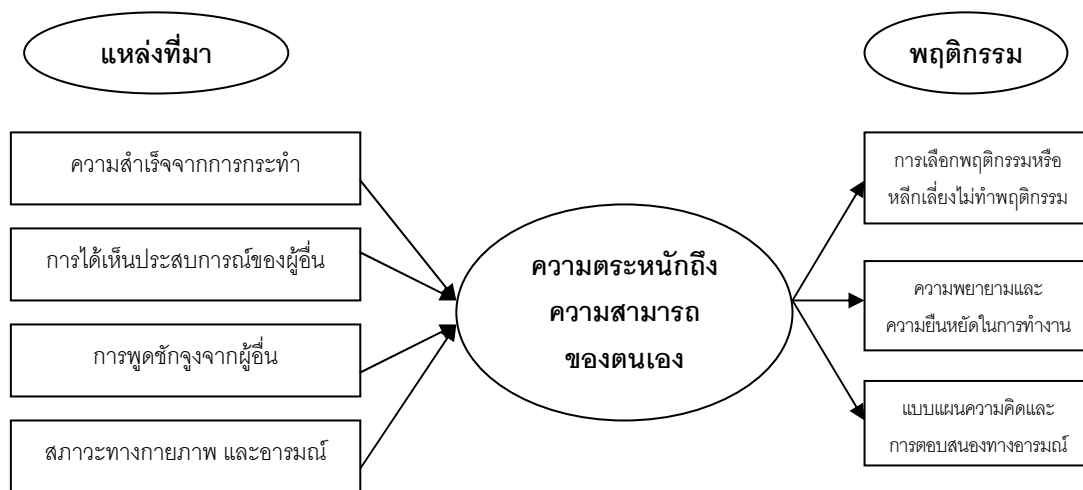 แหล่งที่มา
ความสำเร็จจากการกระทำ
การได้เห็นประสบการณ์ของผู้อื่น
การพูดชักจูงจากผู้อื่น
สภาวะทางกายภาพ และอารมณ์
ความตระหนักถึง
ความสามารถ
ของตนเอง
พฤติกรรม
การเลือกพฤติกรรมหรือ
หลีกเลี่ยงไม่ทำพฤติกรรม
ความพยายามและ
ความยืนหยัดในการทำงาน
แบบแผนความคิดและ
การตอบสนองทางอารมณ์